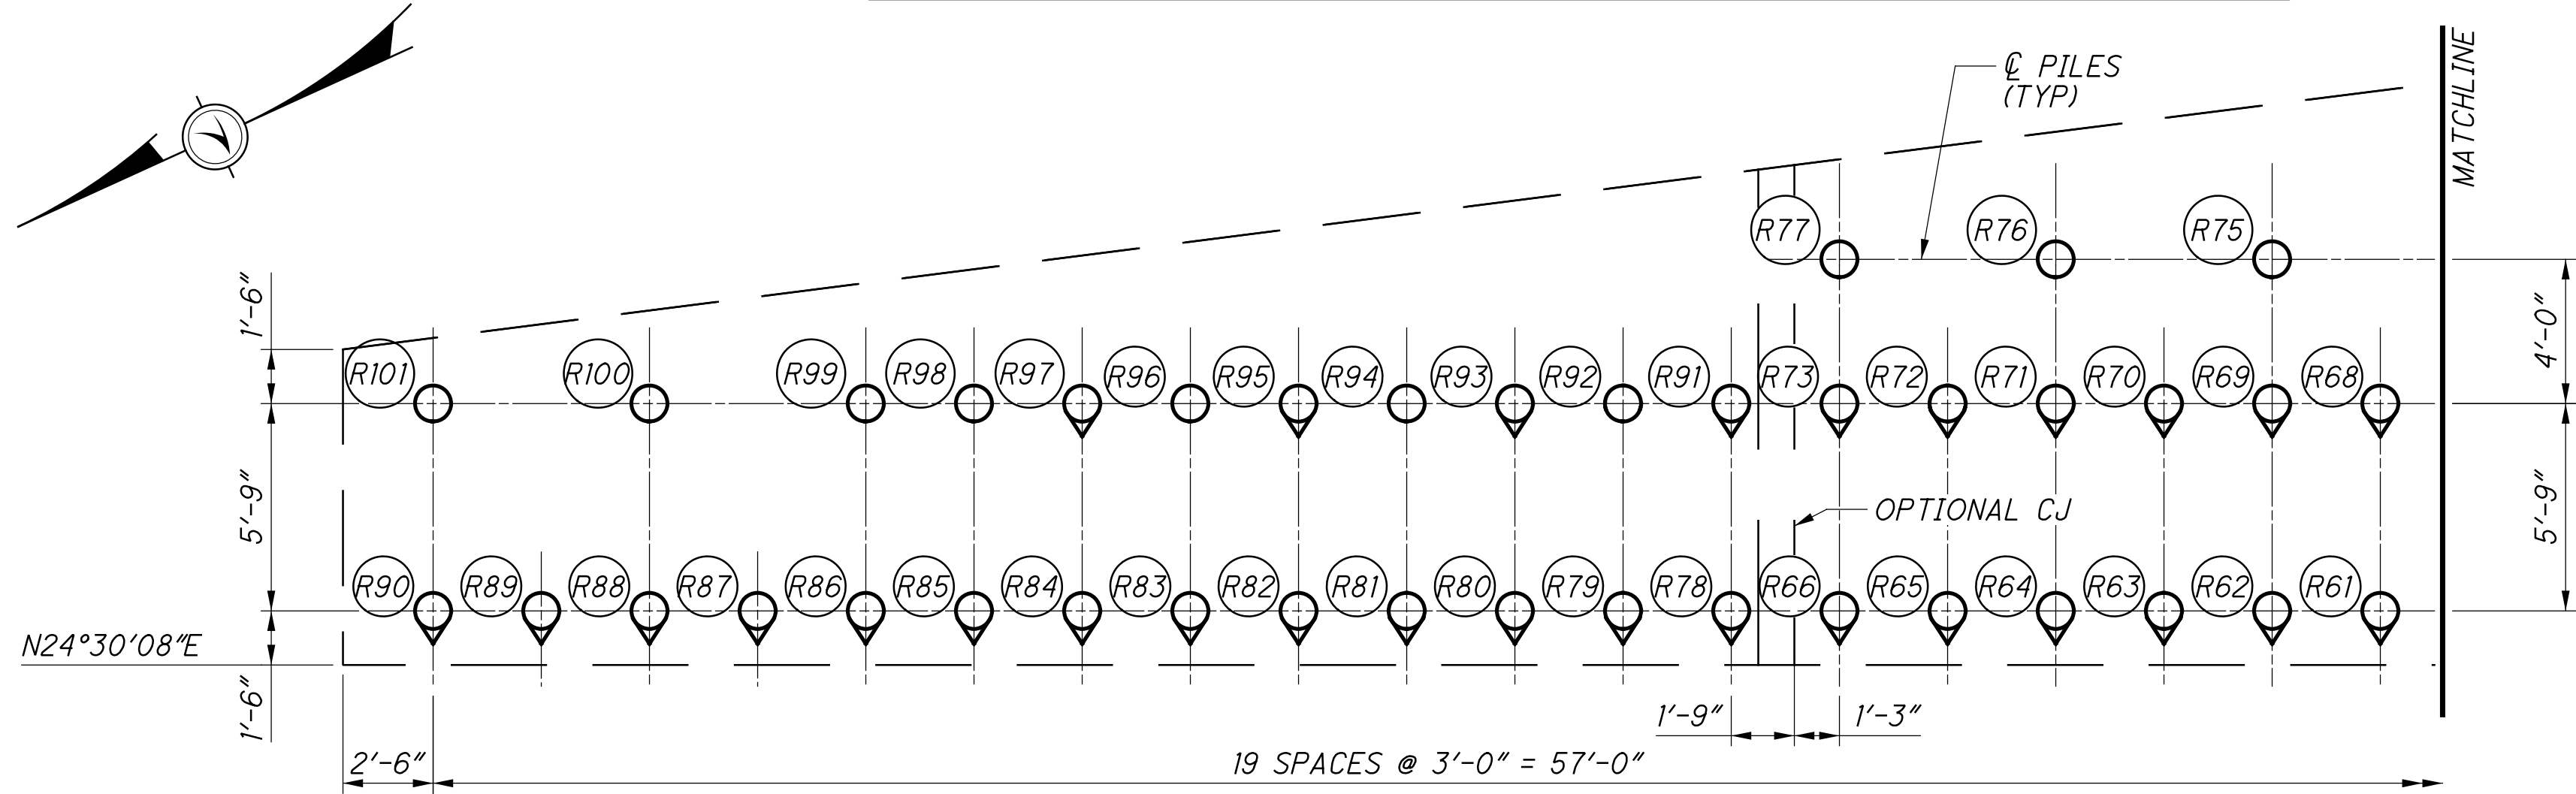 ℄ PILES
(TYP)
MATCHLINE
R77 R76 R75
1'-6"
4'-0"
R101 R100 R99 R98 R97 R96 R95 R94 R93 R92 R91 R73 R72 R71 R70 R69 R68
5'-9"
5'-9"
OPTIONAL CJ
R90 R89 R88 R87 R86 R85 R84 R83 R82 R81 R80 R79 R78 R66 R65 R64 R63 R62 R61
N24°30'08"E
1'-6"
1'-9" 1'-3"
2'-6" 19 SPACES @ 3'-0" = 57'-0"